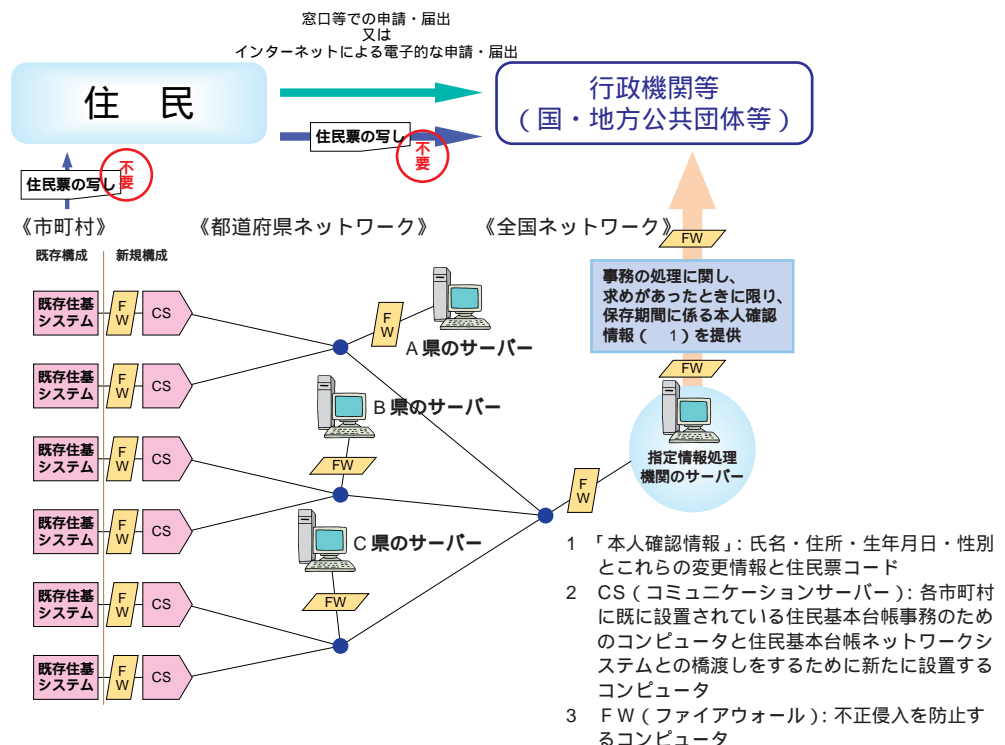 窓口等での申請・届出
又は
インターネットによる電子的な申請・届出
住 民
行政機関等
(国・地方公共団体等)
住民票の写し
不要
住民票の写し
不要
《市町村》
《都道府県ネットワーク》
《全国ネットワーク》
既存構成
新規構成
FW
事務の処理に関し、
求めがあったときに限り、
保存期間に係る本人確認
情報( 1)を提供
FW
既存住基
システム
FW
CS
FW
A県のサーバー
既存住基
システム
FW
CS
B県のサーバー
FW
既存住基
システム
FW
CS
指定情報処理
機関のサーバー
FW
既存住基
システム
FW
CS
C県のサーバー
FW
既存住基
システム
FW
CS
既存住基
システム
FW
CS
1 「本人確認情報」:氏名・住所・生年月日・性別
とこれらの変更情報と住民票コード
2 CS(コミュニケーションサーバー):各市町村
に既に設置されている住民基本台帳事務のため
のコンピュータと住民基本台帳ネットワークシ
ステムとの橋渡しをするために新たに設置する
コンピュータ
3 FW(ファイアウォール):不正侵入を防止す
るコンピュータ